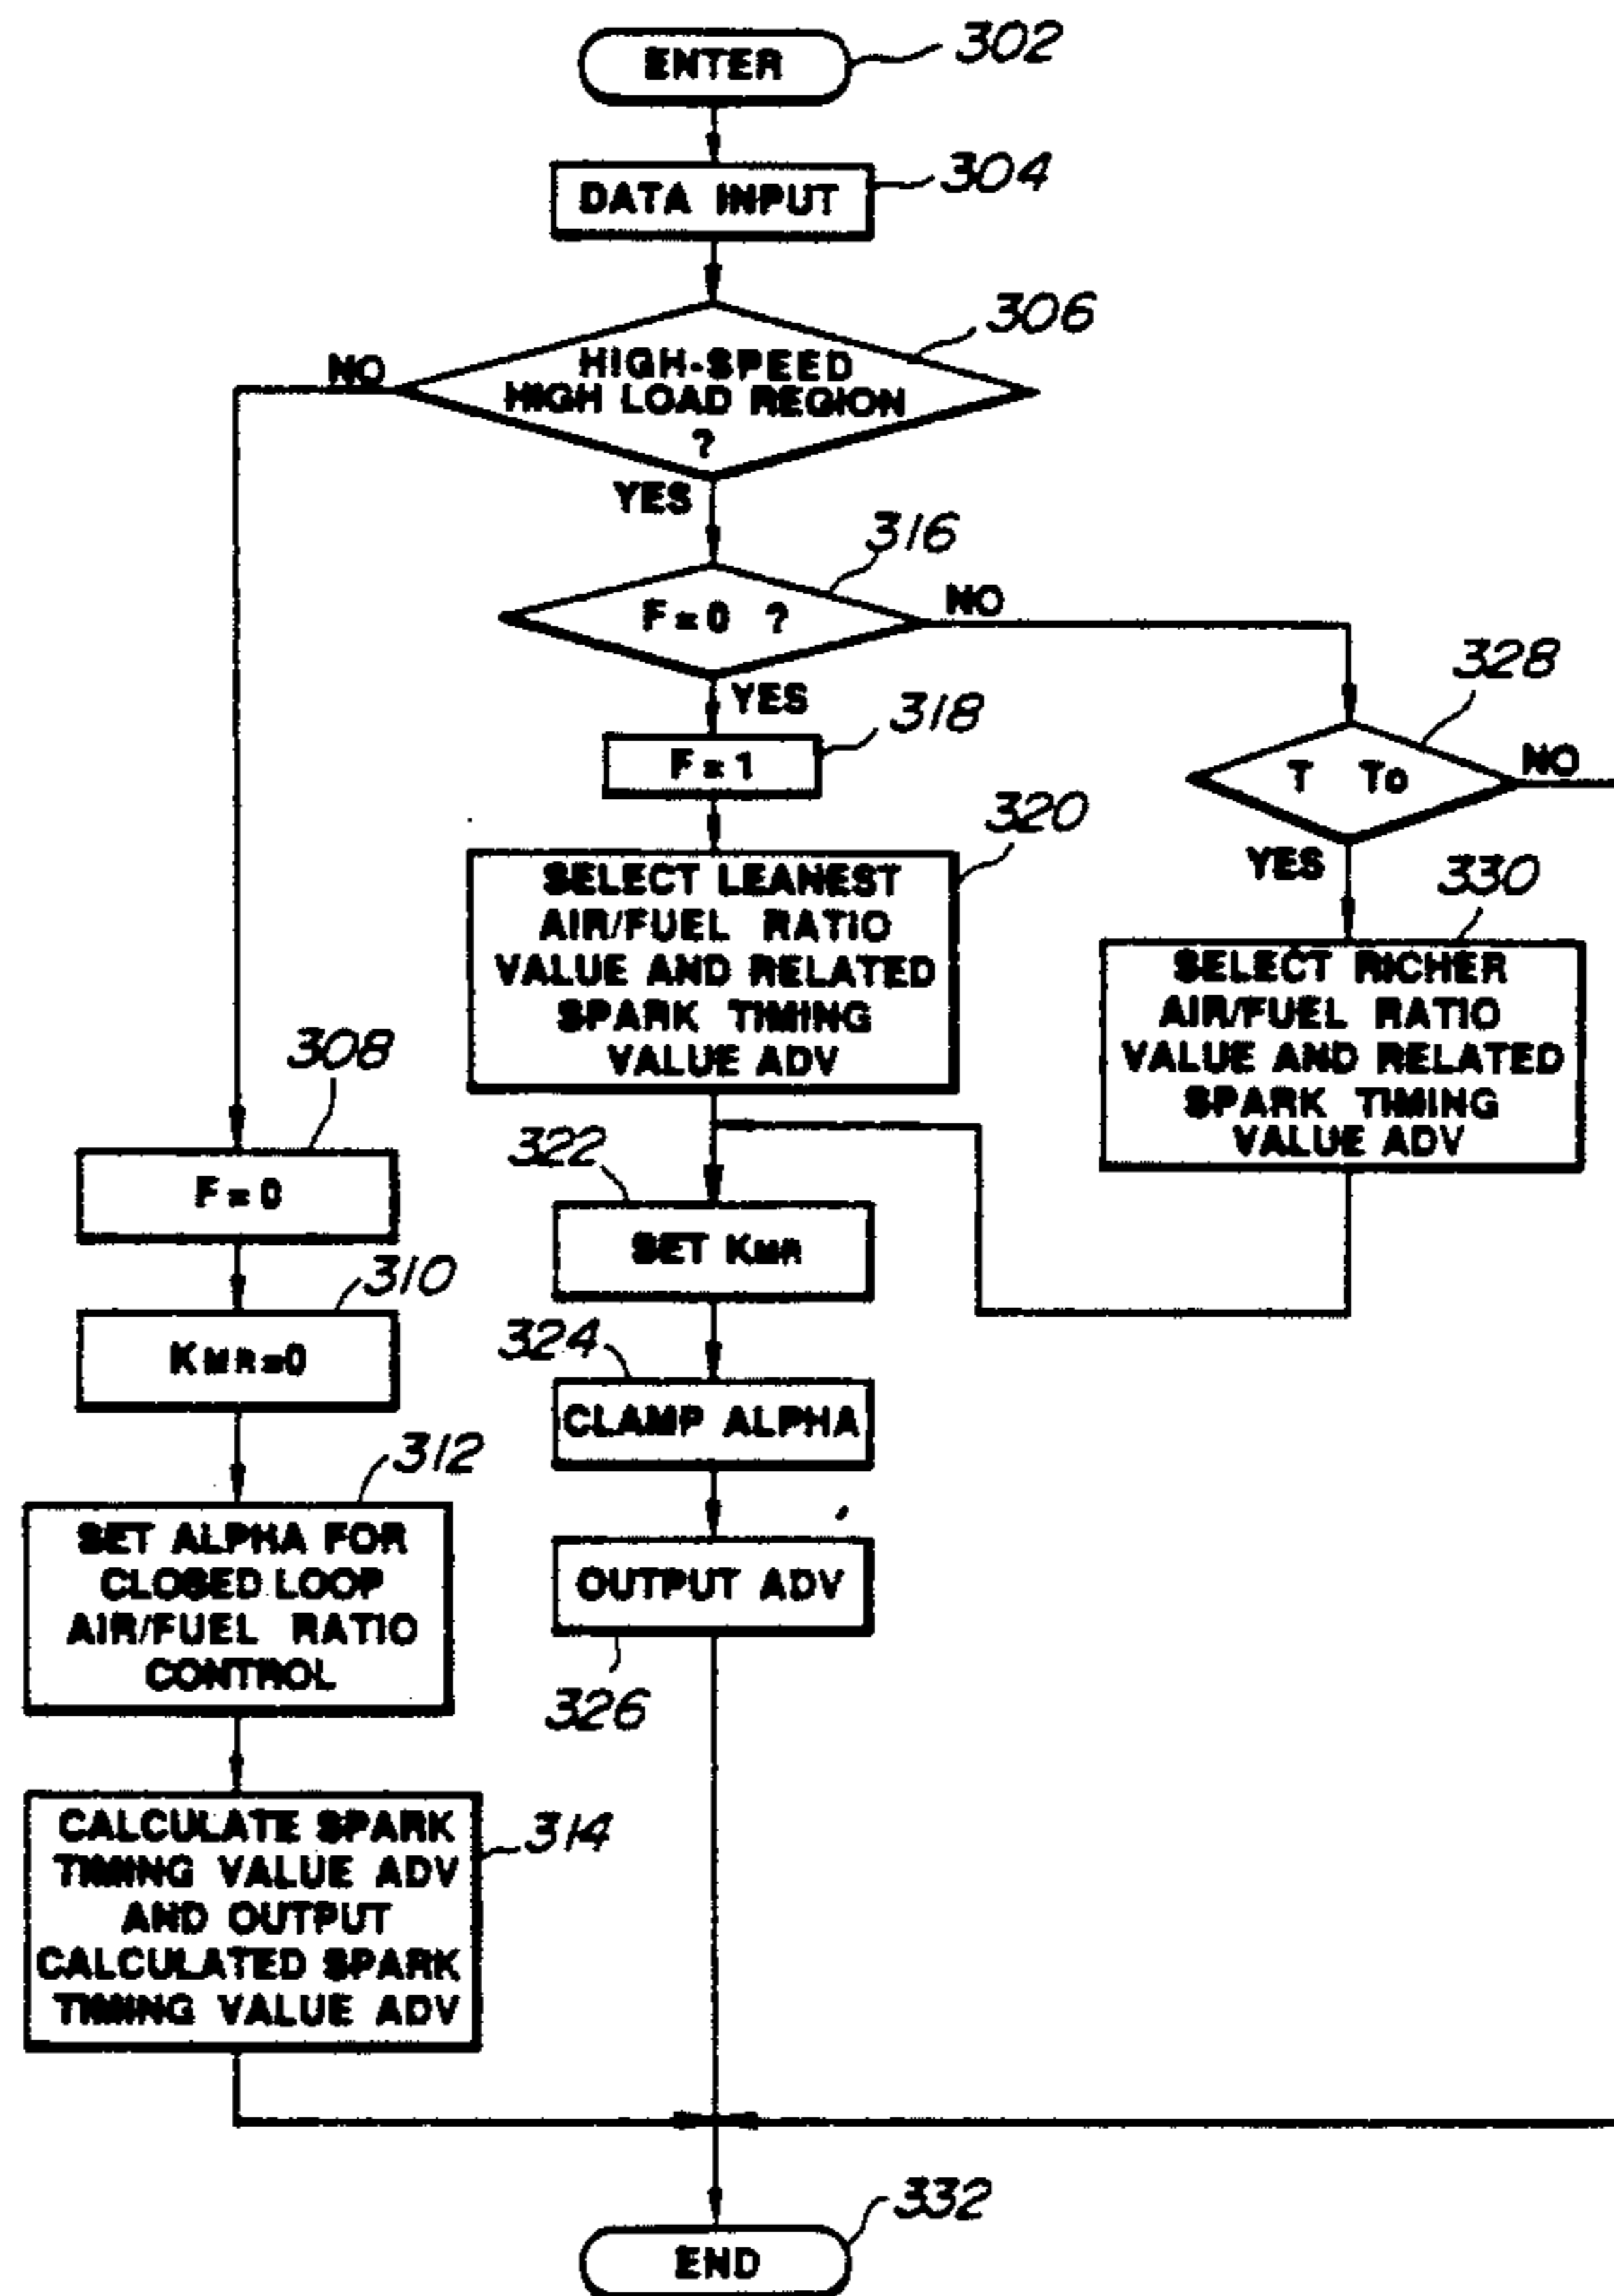 ENTER
302
DATA INPUT
304
HIGH-SPEED
HIGH LOAD REGION
?
306
NO
YES
F=0 ?
316
NO
YES
F=1
318
T To
328
NO
YES
SELECT LEANEST
AIR/FUEL RATIO
VALUE AND RELATED
SPARK TIMING
VALUE ADV
320
SELECT RICHER
AIR/FUEL RATIO
VALUE AND RELATED
SPARK TIMING
VALUE ADV
330
308
F=0
322
SET KMR
310
KMR=0
324
CLAMP ALPHA
312
SET ALPHA FOR
CLOSED LOOP
AIR/FUEL RATIO
CONTROL
OUTPUT ADV
326
CALCULATE SPARK
TIMING VALUE ADV
AND OUTPUT
CALCULATED SPARK
TIMING VALUE ADV
314
332
END